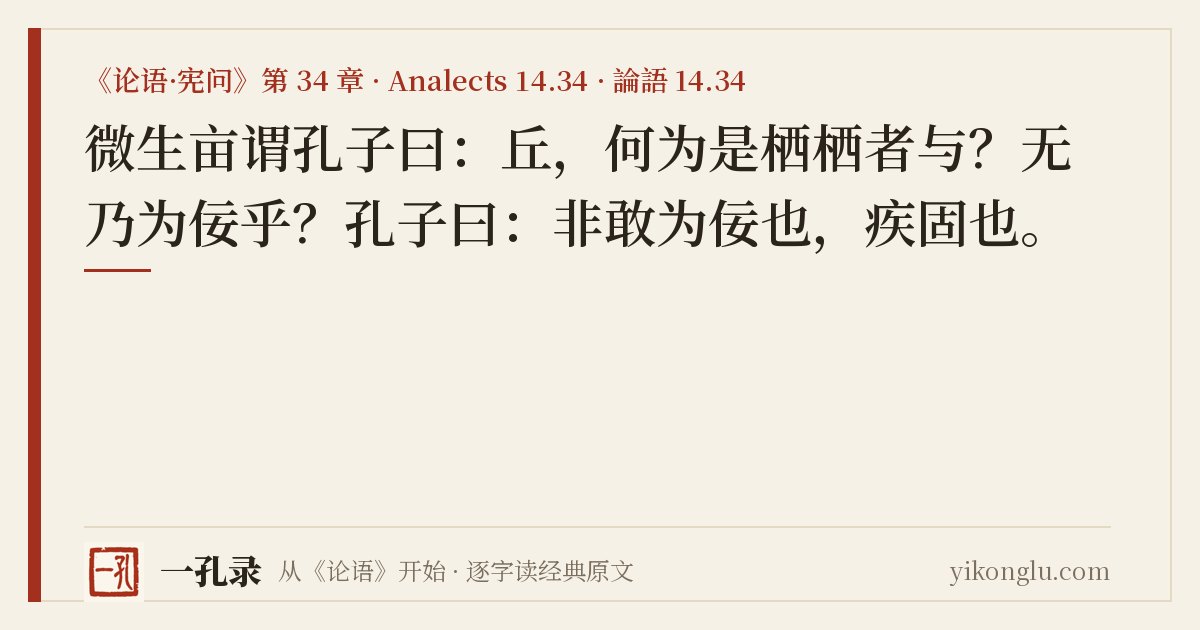 《论语·宪问》第 34 章 · Analects 14.34 · 論語 14.34
微生亩谓孔子曰：丘，何为是栖栖者与？无
乃为佞乎？孔子曰：非敢为佞也，疾固也。
一孔
一孔录 从《论语》开始 · 逐字读经典原文 yikonglu.com